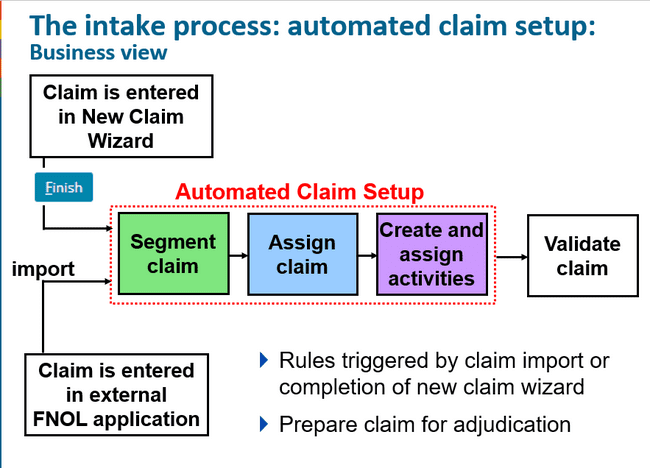 The intake process: automated claim setup:
Business view
Claim is entered
in New Claim
Wizard
Finish
Automated Claim Setup
Segment
claim
Assign
claim
Create and
assign
activities
Validate
claim
import
Claim is entered
in external
FNOL application
Rules triggered by claim import or
completion of new claim wizard
Prepare claim for adjudication